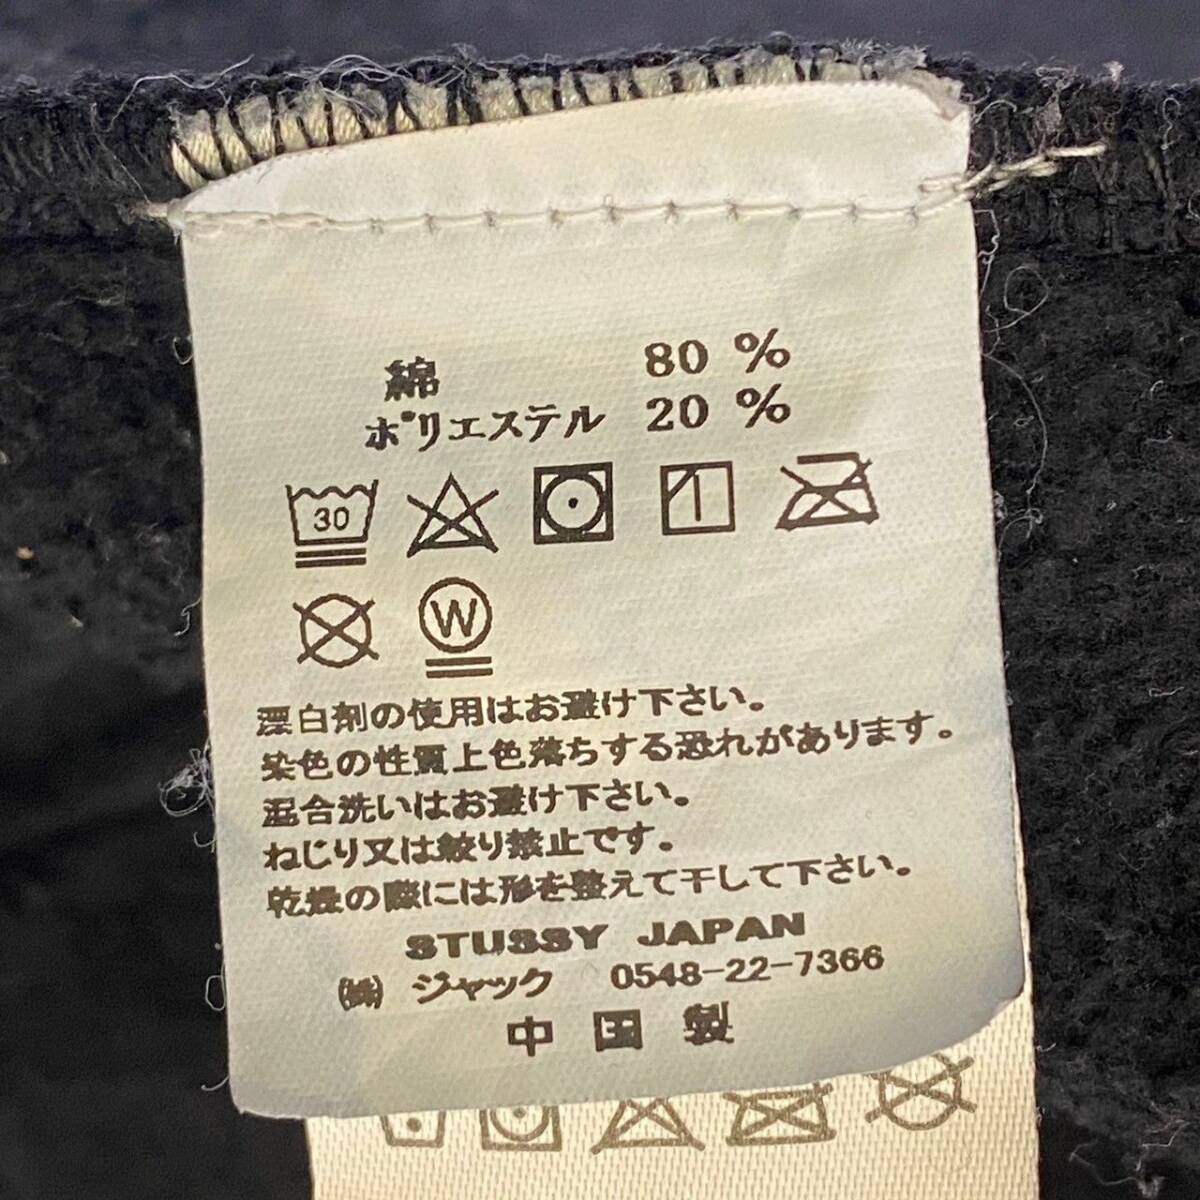 綿 80 %
ポリエステル 20 %
30
W
漂白剤の使用はお避け下さい。
染色の性質上色落ちする恐れがあります。
混合洗いはお避け下さい。
ねじり又は絞り禁止です。
乾燥の際には形を整えて干して下さい。
STUSSY JAPAN
㈱ ジャック 0548-22-7366
中国製